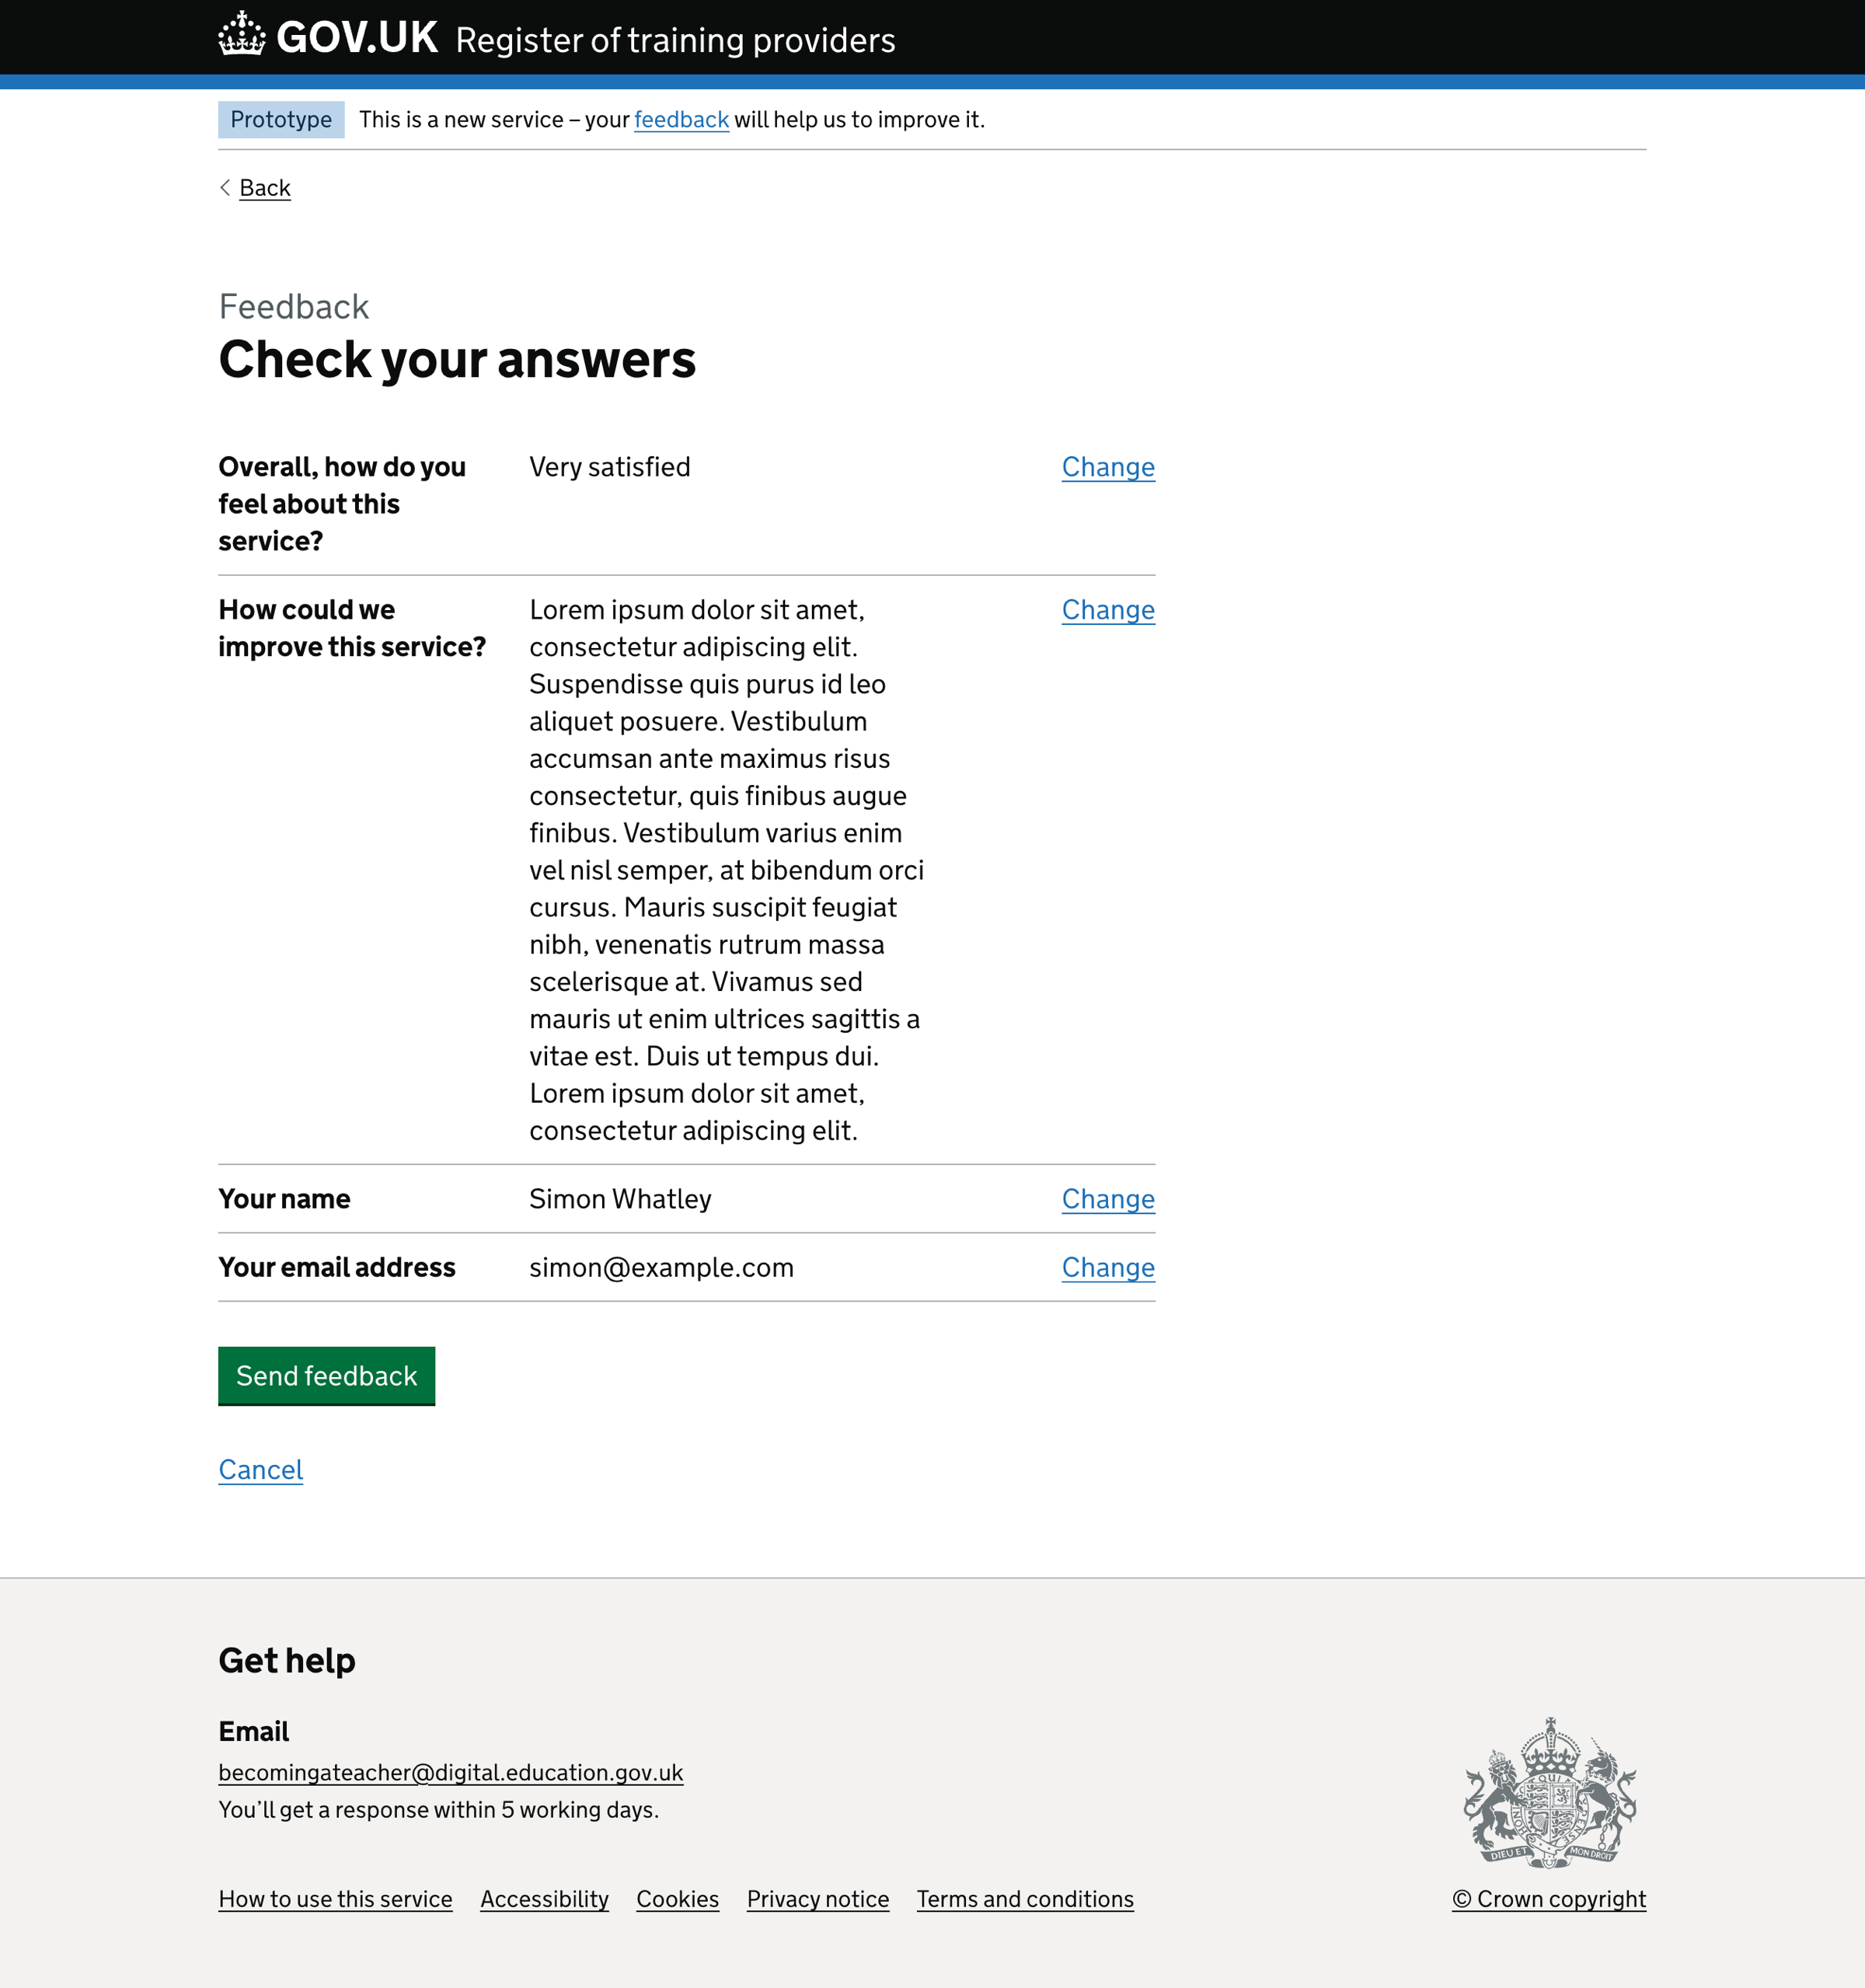 GOV.UK Register of training providers
Prototype This is a new service – your feedback will help us to improve it.
Back
Feedback
Check your answers
Overall, how do you feel about this service? Very satisfied Change
How could we improve this service? Change
Lorem ipsum dolor sit amet,
consectetur adipiscing elit.
Suspendisse quis purus id leo
aliquet posuere. Vestibulum
accumsan ante maximus risus
consectetur, quis finibus augue
finibus. Vestibulum varius enim
vel nisl semper, at bibendum orci
cursus. Mauris suscipit feugiat
nibh, venenatis rutrum massa
scelerisque at. Vivamus sed
mauris ut enim ultrices sagittis a
vitae est. Duis ut tempus dui.
Lorem ipsum dolor sit amet,
consectetur adipiscing elit.
Your name Simon Whatley Change
Your email address simon@example.com Change
Send feedback
Cancel
Get help
Email
becomingateacher@digital.education.gov.uk
You’ll get a response within 5 working days.
DIEU ET MON DROIT
How to use this service Accessibility Cookies Privacy notice Terms and conditions © Crown copyright